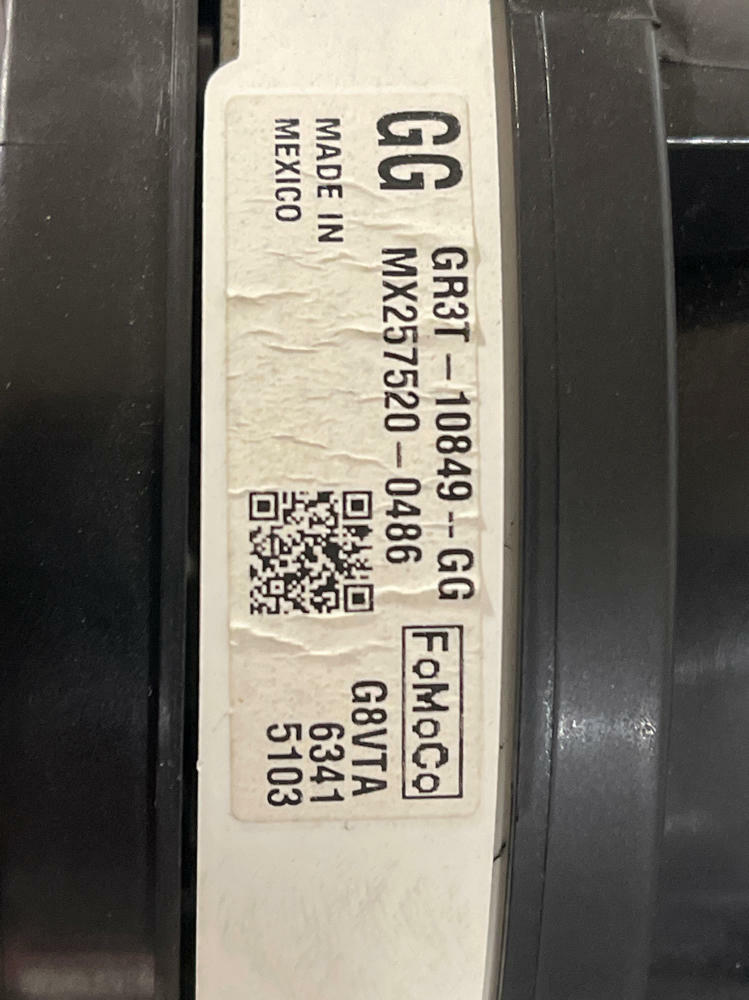 GG
GR3T-10849--GG
MX257520-0486
FoMoCo
MADE IN
MEXICO
G8VTA
6341
5103